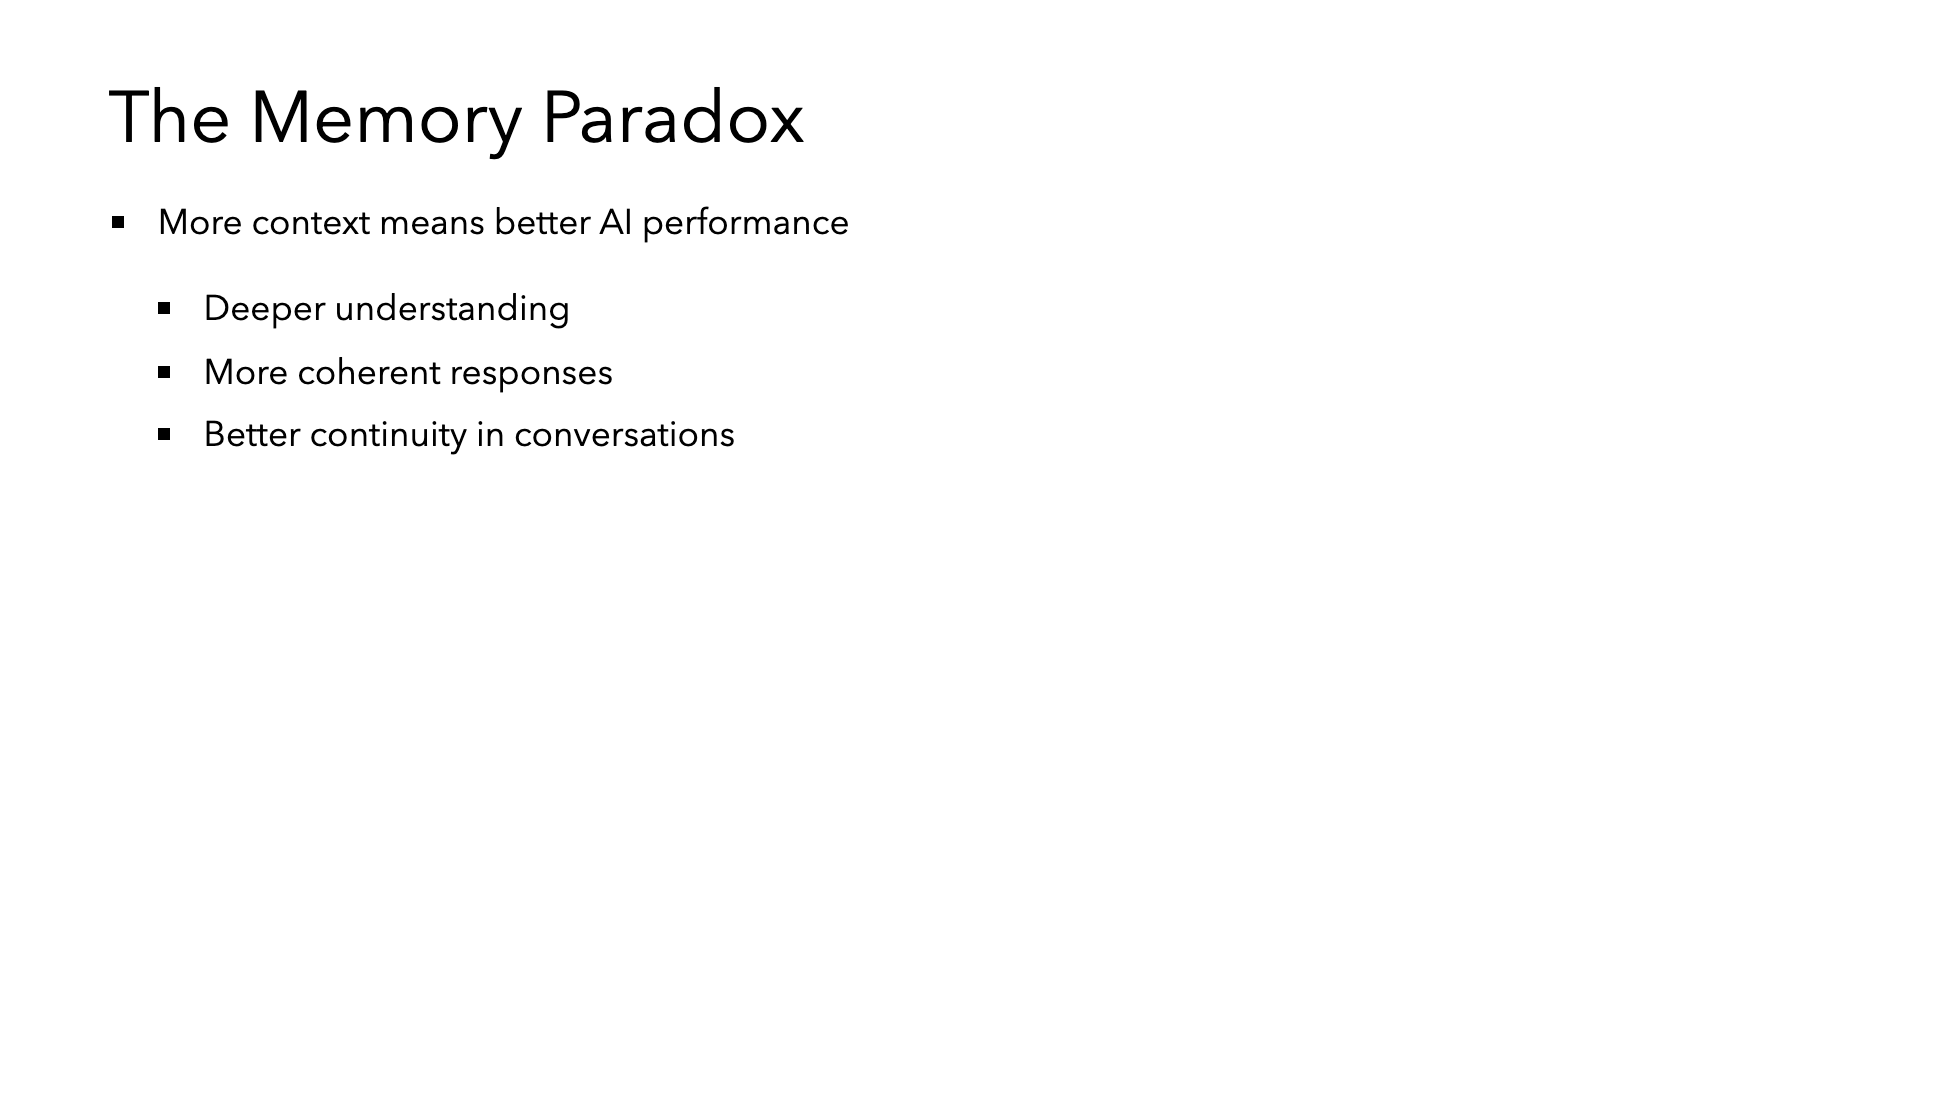 The Memory Paradox
▪ More context means better AI performance
▪ Deeper understanding
▪ More coherent responses
▪ Better continuity in conversations